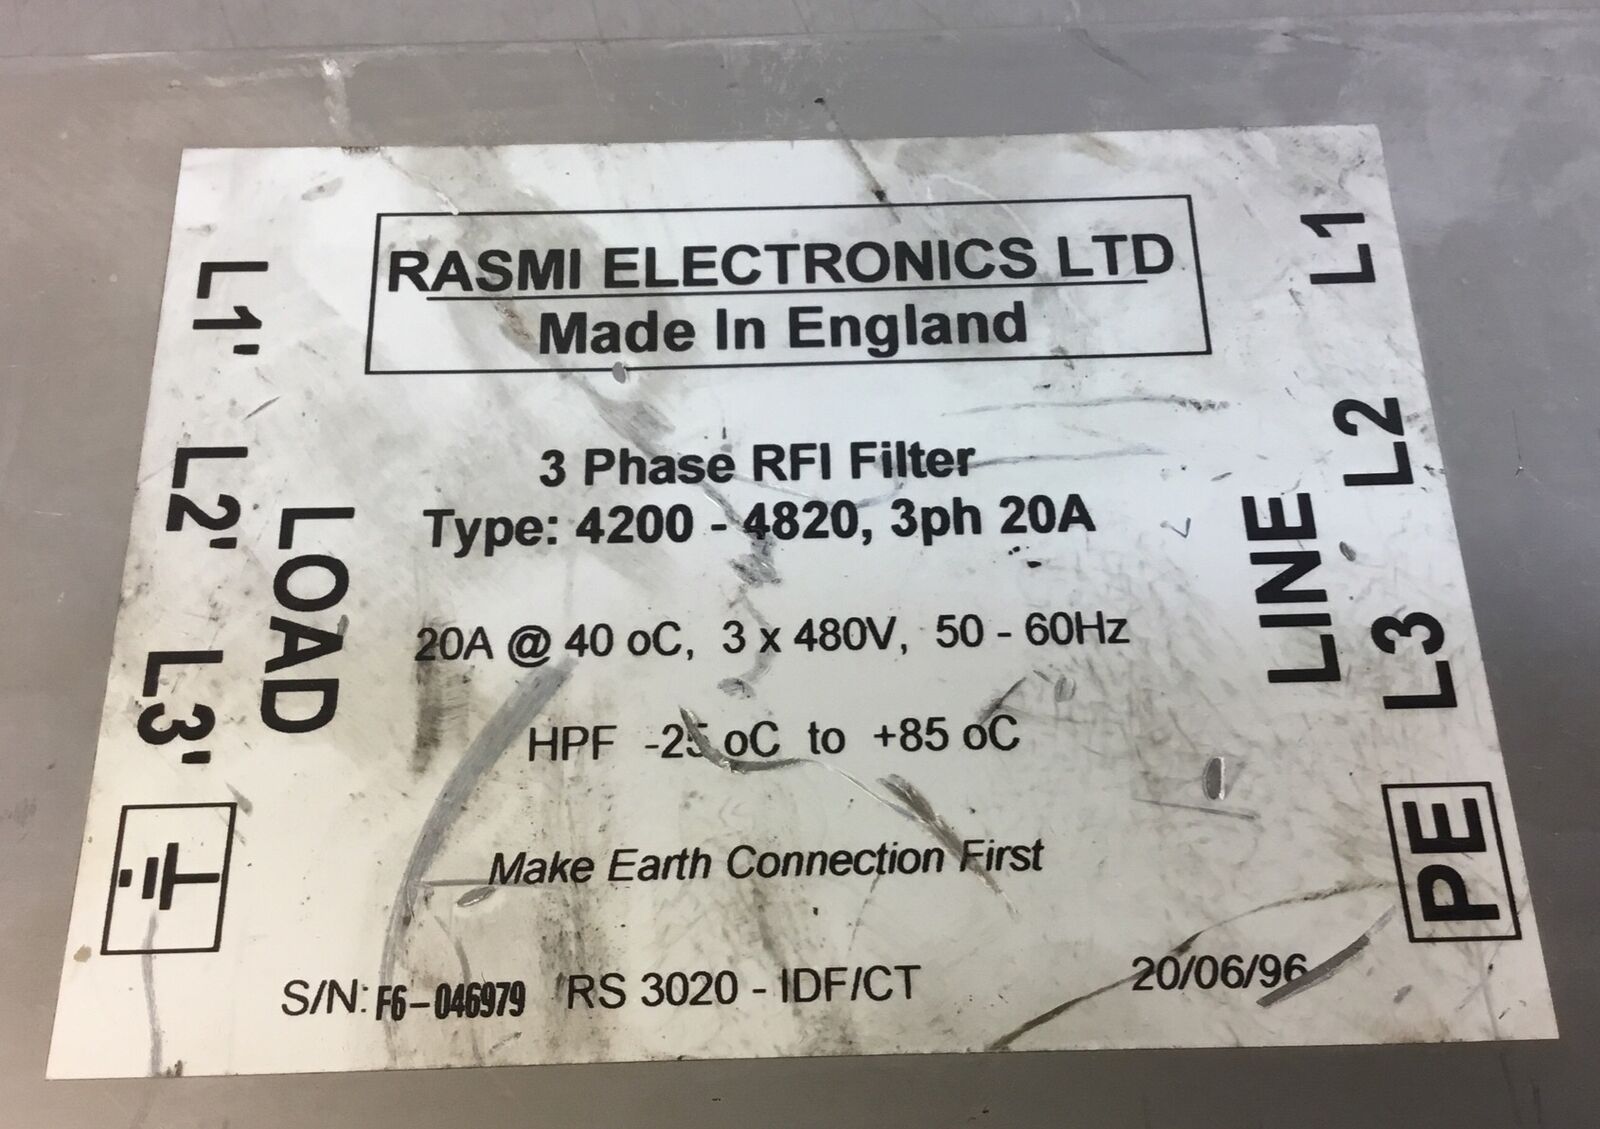 RASMI ELECTRONICS LTD
Made In England
3 Phase RFI Filter
Type: 4200 - 4820, 3ph 20A
20A @ 40 oC, 3 x 480V, 50 - 60Hz
HPF -25 oC to +85 oC
Make Earth Connection First
S/N: F6-046979 RS 3020 - IDF/CT 20/06/96
L1' L2' L3'
LOAD
LINE
L1 L2 L3
PE